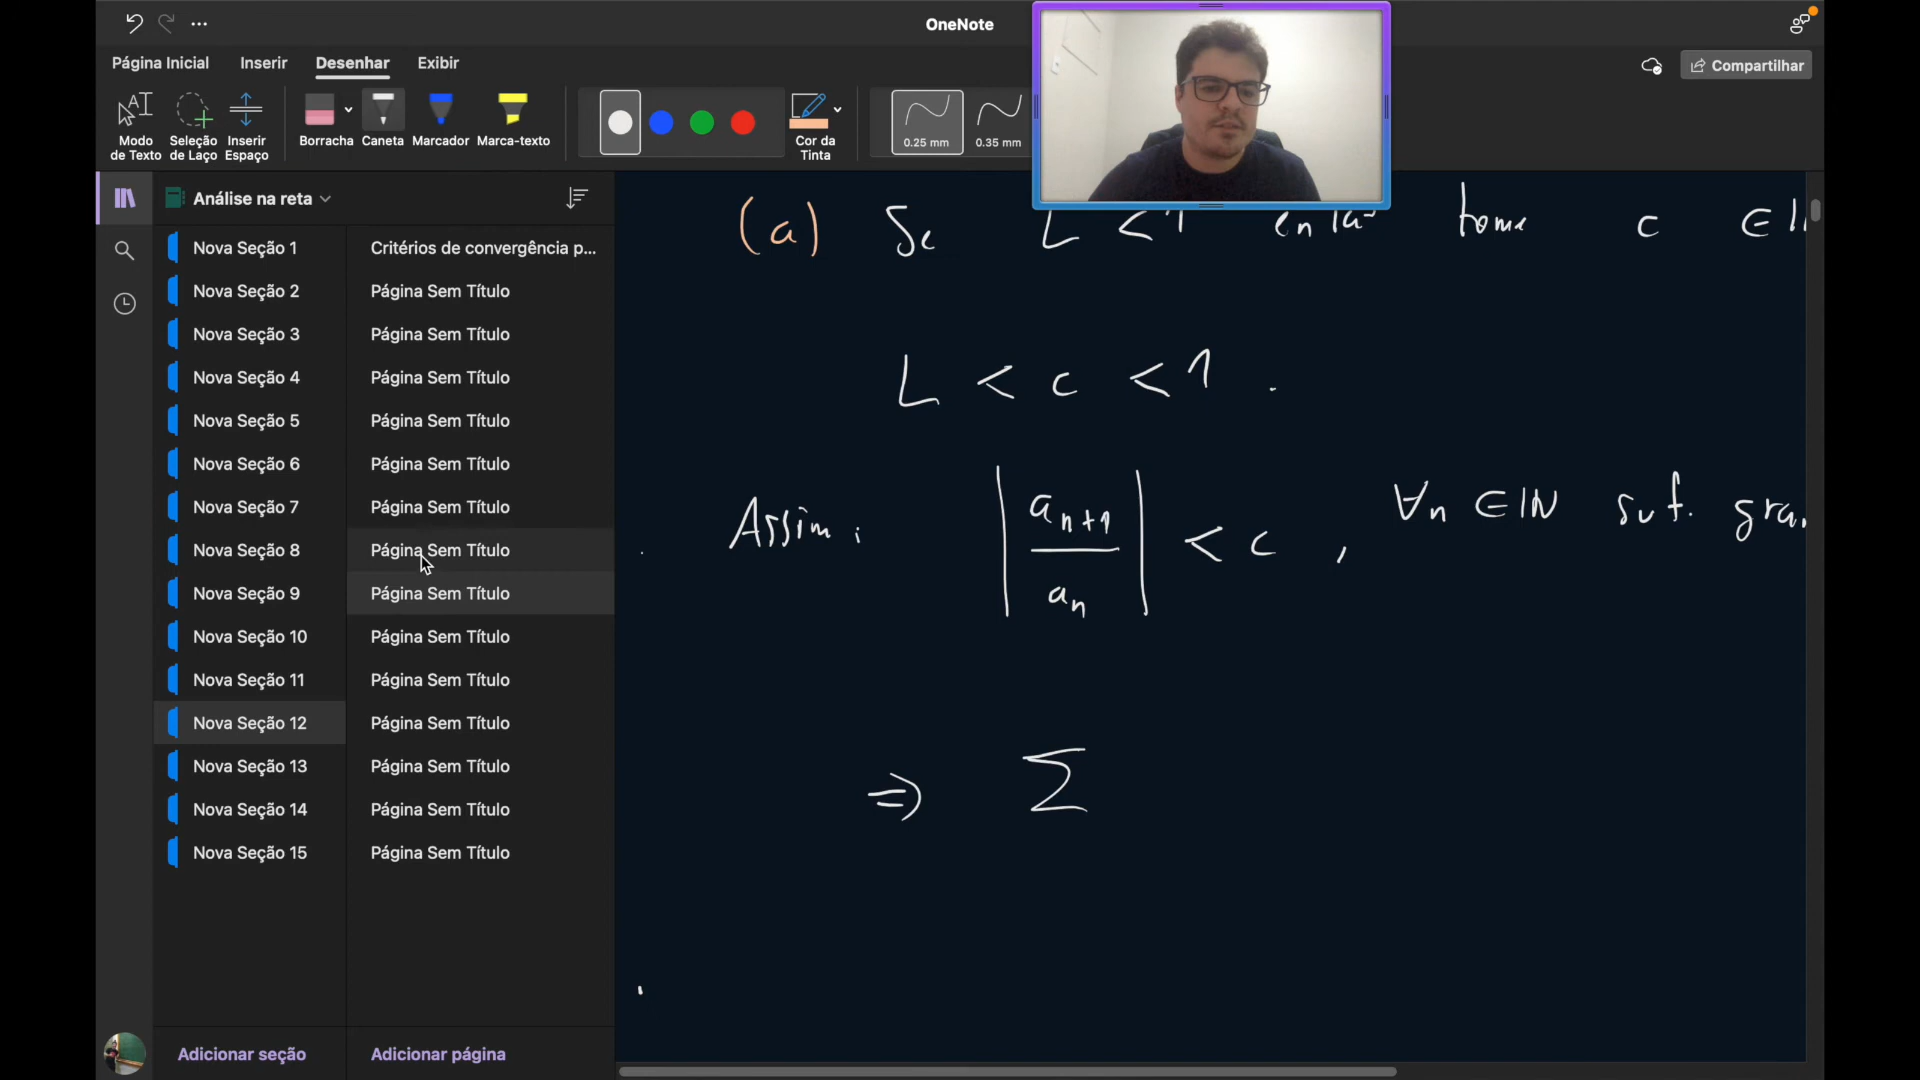 OneNote
Compartilhar
Página Inicial Inserir Desenhar Exibir
Modo de Texto
Seleção de Laço
Inserir Espaço
Borracha
Caneta
Marcador
Marca-texto
Cor da Tinta
0.25 mm
0.35 mm
Análise na reta
Nova Seção 1
Nova Seção 2
Nova Seção 3
Nova Seção 4
Nova Seção 5
Nova Seção 6
Nova Seção 7
Nova Seção 8
Nova Seção 9
Nova Seção 10
Nova Seção 11
Nova Seção 12
Nova Seção 13
Nova Seção 14
Nova Seção 15
Adicionar seção
Critérios de convergência p...
Página Sem Título
Página Sem Título
Página Sem Título
Página Sem Título
Página Sem Título
Página Sem Título
Página Sem Título
Página Sem Título
Página Sem Título
Página Sem Título
Página Sem Título
Página Sem Título
Página Sem Título
Página Sem Título
Adicionar página
(a) Se L < 1 então tome c ∈
L < c < 1 .
Assim: | a_{n+1} / a_n | < c , ∀n ∈ ℕ suf. gra
⇒ Σ